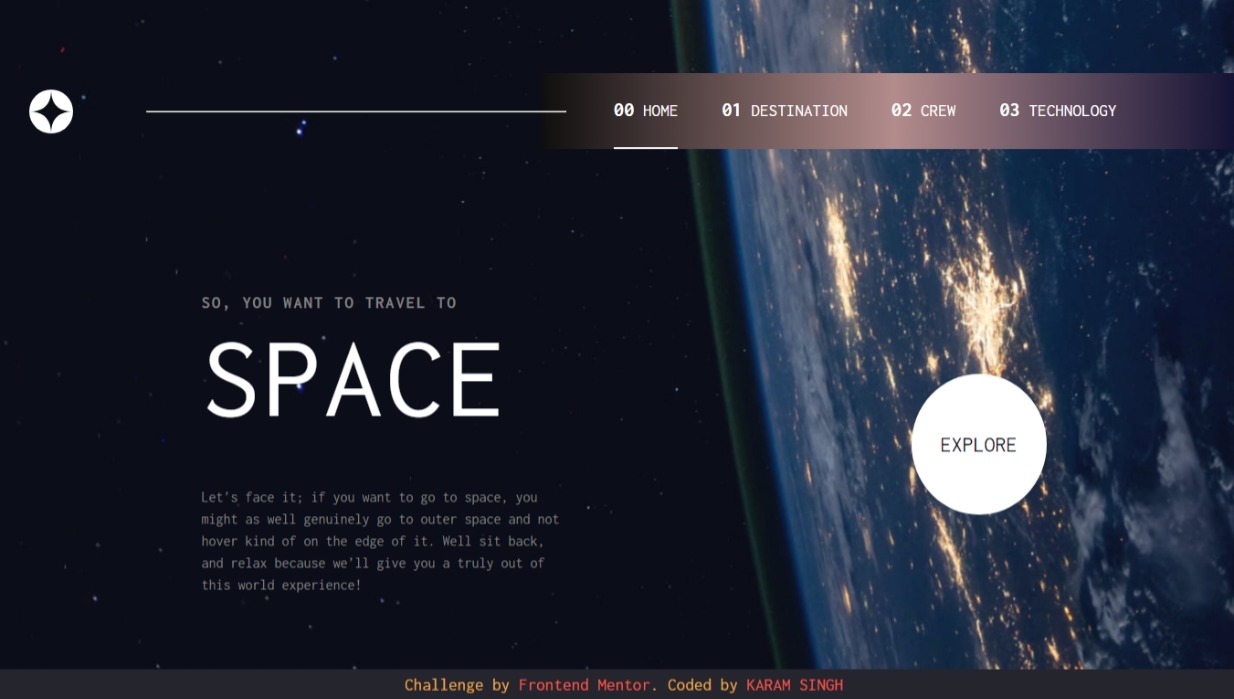 00 HOME 01 DESTINATION 02 CREW 03 TECHNOLOGY
SO, YOU WANT TO TRAVEL TO
SPACE
Let's face it; if you want to go to space, you
might as well genuinely go to outer space and not
hover kind of on the edge of it. Well sit back,
and relax because we'll give you a truly out of
this world experience!
EXPLORE
Challenge by Frontend Mentor. Coded by KARAM SINGH